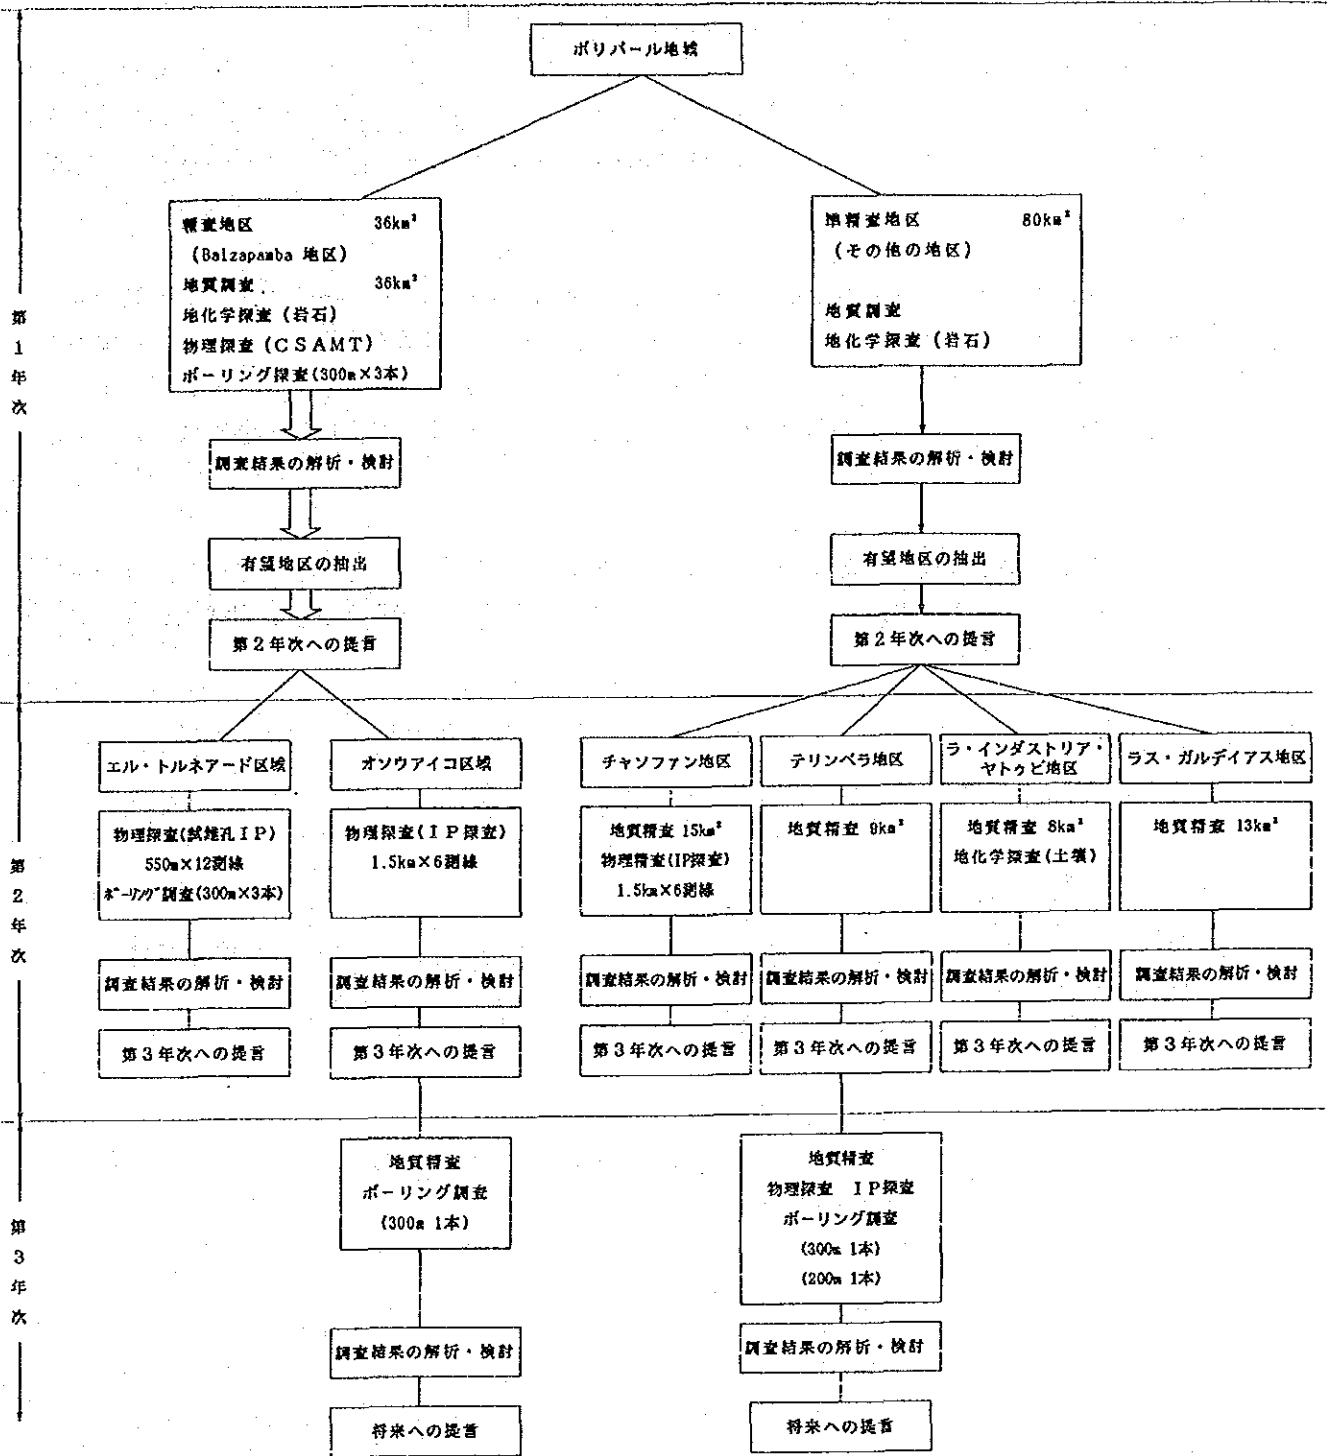 ボリバール地域
精査地区 36km²
(Balzapamba 地区)
地質調査 36km²
地化学探査(岩石)
物理探査(CSAMT)
ボーリング探査(300m×3本)
準精査地区 80km²
(その他の地区)
地質調査
地化学探査(岩石)
第1年次
調査結果の解析・検討
調査結果の解析・検討
有望地区の抽出
有望地区の抽出
第2年次への提言
第2年次への提言
エル・トルネアード区域
オソウアイコ区域
チャソファン地区
テリンベラ地区
ラ・インダストリア・
ヤトゥビ地区
ラス・ガルデイアス地区
物理探査(試錐孔IP)
550m×12測線
ボーリング調査(300m×3本)
物理探査(IP探査)
1.5km×6測線
地質精査 15km²
物理精査(IP探査)
1.5km×6測線
地質精査 9km²
地質精査 8km²
地化学探査(土壌)
地質精査 13km²
第2年次
調査結果の解析・検討
調査結果の解析・検討
調査結果の解析・検討
調査結果の解析・検討
調査結果の解析・検討
調査結果の解析・検討
第3年次への提言
第3年次への提言
第3年次への提言
第3年次への提言
第3年次への提言
第3年次への提言
第3年次
地質精査
ボーリング調査
(300m 1本)
地質精査
物理探査 IP探査
ボーリング調査
(300m 1本)
(200m 1本)
調査結果の解析・検討
調査結果の解析・検討
将来への提言
将来への提言